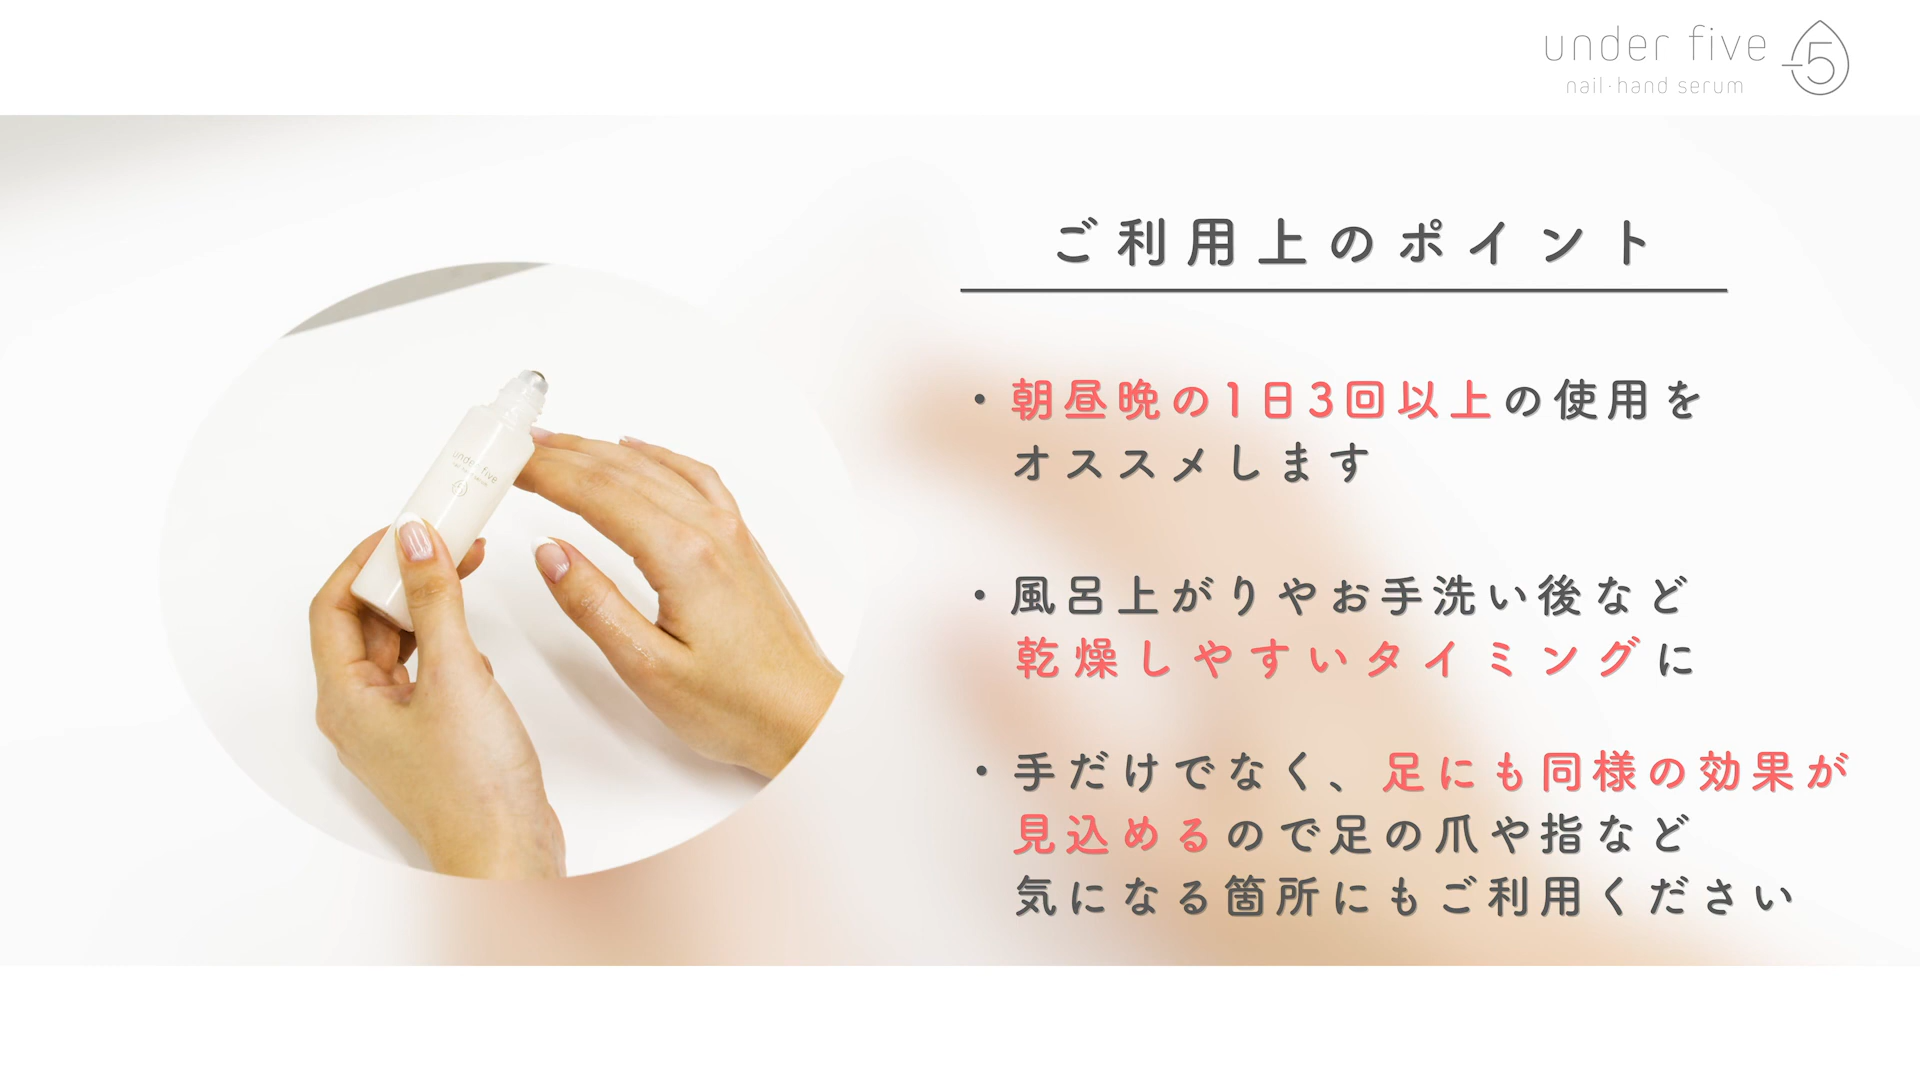 under five
nail·hand serum
5
ご利用上のポイント
・朝昼晩の1日3回以上の使用を
オススメします
・風呂上がりやお手洗い後など
乾燥しやすいタイミングに
・手だけでなく、足にも同様の効果が
見込めるので足の爪や指など
気になる箇所にもご利用ください
under five